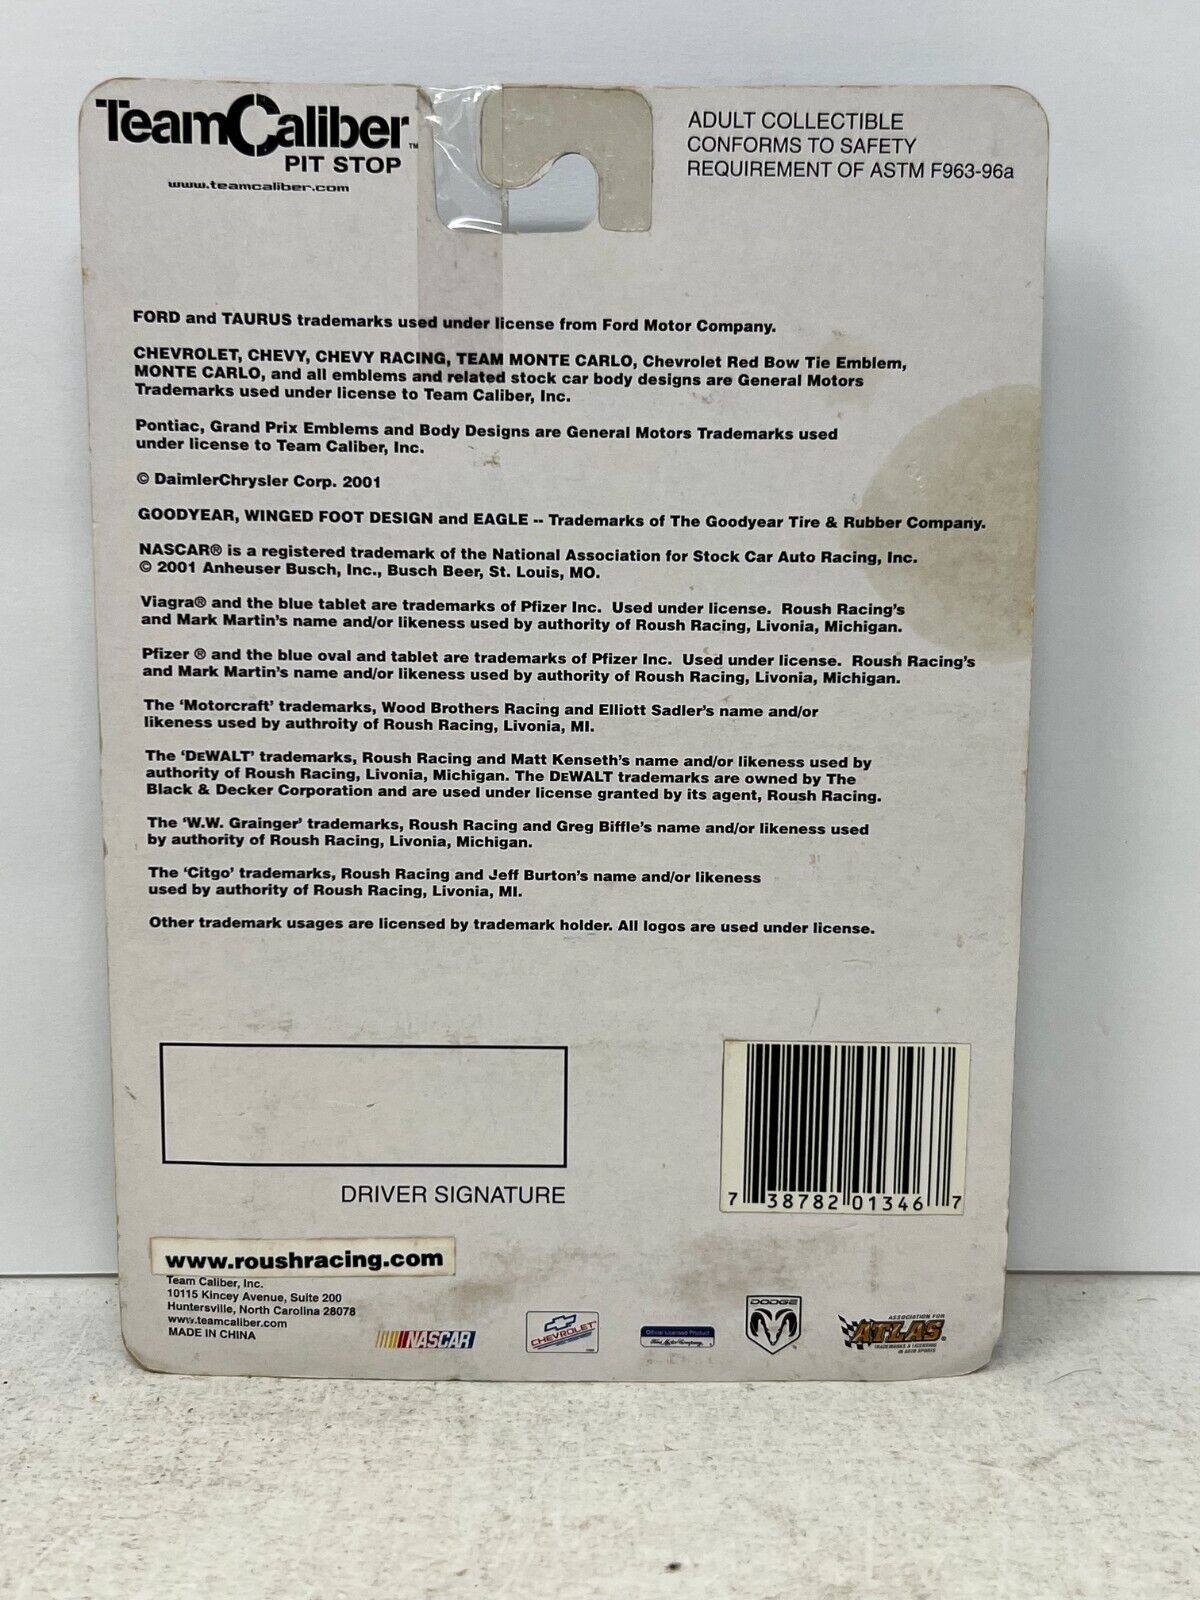 TeamCaliber™
PIT STOP
www.teamcaliber.com
ADULT COLLECTIBLE
CONFORMS TO SAFETY
REQUIREMENT OF ASTM F963-96a
FORD and TAURUS trademarks used under license from Ford Motor Company.
CHEVROLET, CHEVY, CHEVY RACING, TEAM MONTE CARLO, Chevrolet Red Bow Tie Emblem,
MONTE CARLO, and all emblems and related stock car body designs are General Motors
Trademarks used under license to Team Caliber, Inc.
Pontiac, Grand Prix Emblems and Body Designs are General Motors Trademarks used
under license to Team Caliber, Inc.
© DaimlerChrysler Corp. 2001
GOODYEAR, WINGED FOOT DESIGN and EAGLE -- Trademarks of The Goodyear Tire & Rubber Company.
NASCAR® is a registered trademark of the National Association for Stock Car Auto Racing, Inc.
© 2001 Anheuser Busch, Inc., Busch Beer, St. Louis, MO.
Viagra® and the blue tablet are trademarks of Pfizer Inc. Used under license. Roush Racing's
and Mark Martin's name and/or likeness used by authority of Roush Racing, Livonia, Michigan.
Pfizer ® and the blue oval and tablet are trademarks of Pfizer Inc. Used under license. Roush Racing's
and Mark Martin's name and/or likeness used by authority of Roush Racing, Livonia, Michigan.
The 'Motorcraft' trademarks, Wood Brothers Racing and Elliott Sadler's name and/or
likeness used by authroity of Roush Racing, Livonia, MI.
The 'DEWALT' trademarks, Roush Racing and Matt Kenseth's name and/or likeness used by
authority of Roush Racing, Livonia, Michigan. The DEWALT trademarks are owned by The
Black & Decker Corporation and are used under license granted by its agent, Roush Racing.
The 'W.W. Grainger' trademarks, Roush Racing and Greg Biffle's name and/or likeness used
by authority of Roush Racing, Livonia, Michigan.
The 'Citgo' trademarks, Roush Racing and Jeff Burton's name and/or likeness
used by authority of Roush Racing, Livonia, MI.
Other trademark usages are licensed by trademark holder. All logos are used under license.
DRIVER SIGNATURE
7 38782 01346 7
www.roushracing.com
Team Caliber, Inc.
10115 Kincey Avenue, Suite 200
Huntersville, North Carolina 28078
www.teamcaliber.com
MADE IN CHINA
NASCAR
CHEVROLET
Official Licensed Product
Ford Motor Company
DODGE
ASSOCIATION FOR
ATLAS
TRADEMARKS & LICENSING
IN AUTO SPORTS